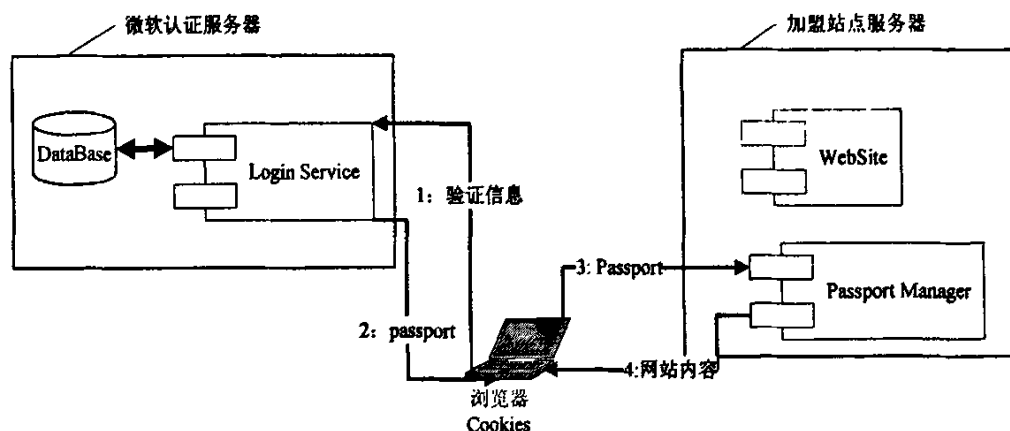 微软认证服务器
加盟站点服务器
DataBase
Login Service
WebSite
1：验证信息
3: Passport
Passport Manager
2：passport
4:网站内容
浏览器
Cookies